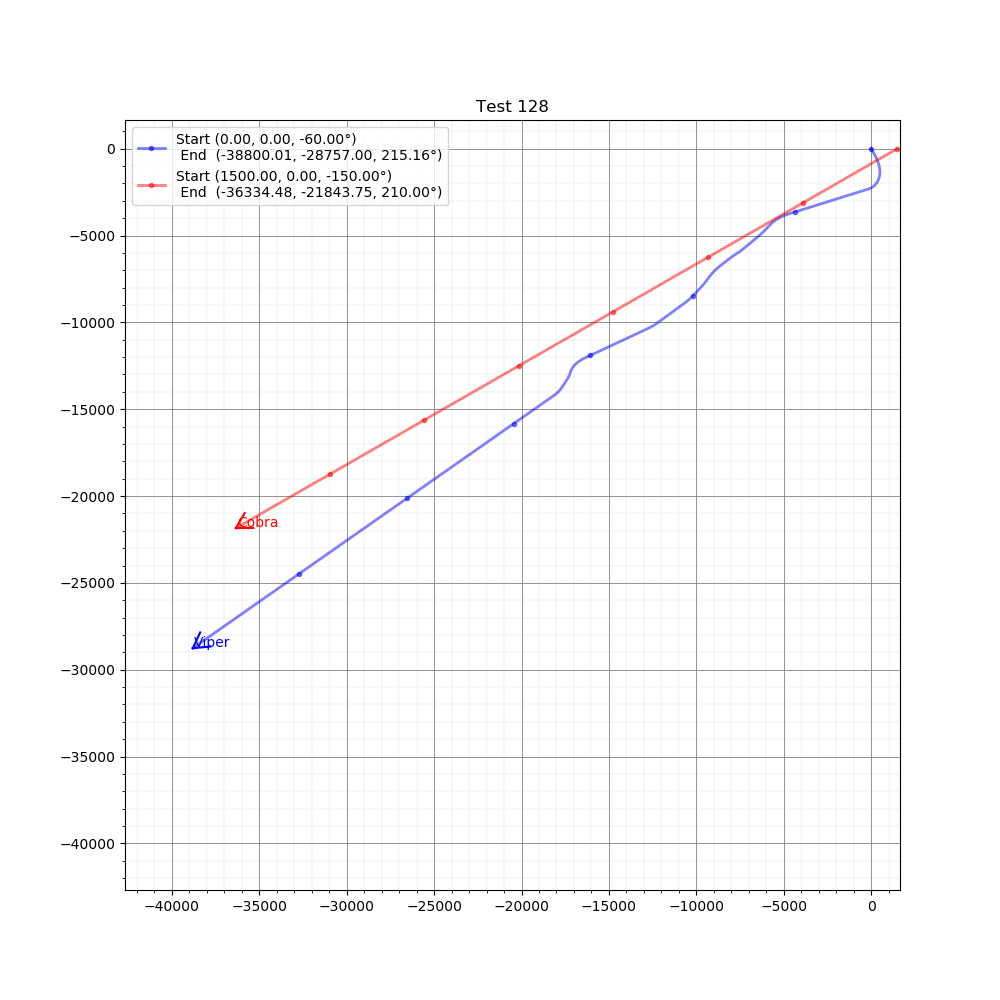 Test 128
Start (0.00, 0.00, -60.00°)
End  (-38800.01, -28757.00, 215.16°)
Start (1500.00, 0.00, -150.00°)
End  (-36334.48, -21843.75, 210.00°)
0
−5000
−10000
−15000
−20000
−25000
−30000
−35000
−40000
Cobra
Viper
−40000 −35000 −30000 −25000 −20000 −15000 −10000 −5000 0